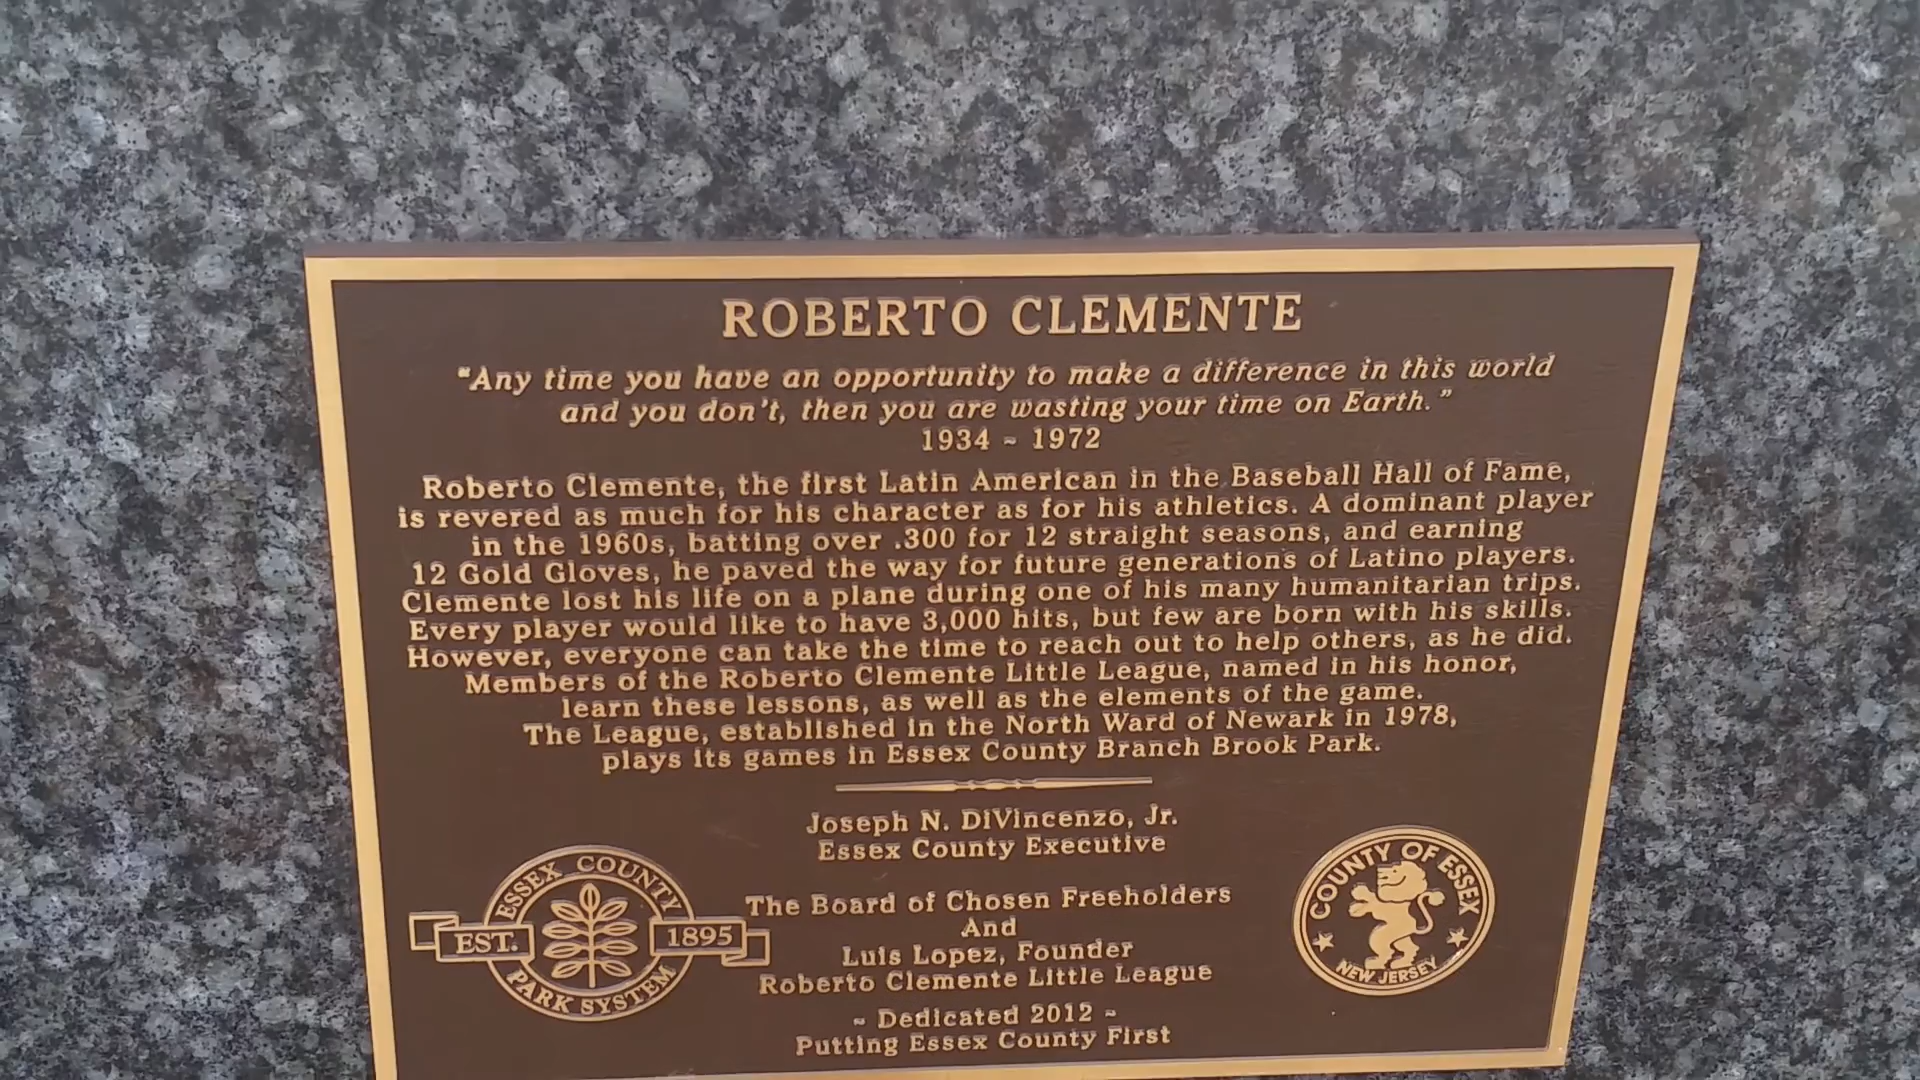 ROBERTO CLEMENTE
"Any time you have an opportunity to make a difference in this world
and you don't, then you are wasting your time on Earth."
1934 ~ 1972
Roberto Clemente, the first Latin American in the Baseball Hall of Fame,
is revered as much for his character as for his athletics. A dominant player
in the 1960s, batting over .300 for 12 straight seasons, and earning
12 Gold Gloves, he paved the way for future generations of Latino players.
Clemente lost his life on a plane during one of his many humanitarian trips.
Every player would like to have 3,000 hits, but few are born with his skills.
However, everyone can take the time to reach out to help others, as he did.
Members of the Roberto Clemente Little League, named in his honor,
learn these lessons, as well as the elements of the game.
The League, established in the North Ward of Newark in 1978,
plays its games in Essex County Branch Brook Park.
Joseph N. DiVincenzo, Jr.
Essex County Executive
The Board of Chosen Freeholders
And
Luis Lopez, Founder
Roberto Clemente Little League
~ Dedicated 2012 ~
Putting Essex County First
ESSEX COUNTY
EST. 1895
PARK SYSTEM
COUNTY OF ESSEX
NEW JERSEY